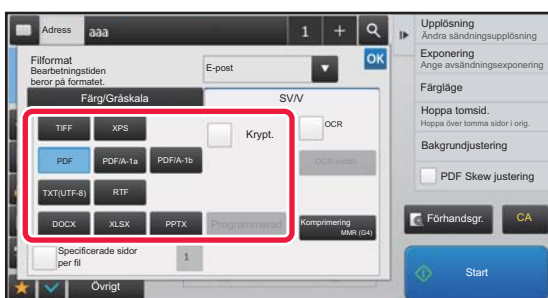 Adress
aaa
1
Upplösning
Ändra sändningsupplösning
Exponering
Ange avsändningsexponering
Färgläge
Hoppa tomsid.
Hoppa över tomma sidor i orig.
Bakgrundjustering
PDF Skew justering
Filformat
Bearbetningstiden
beror på formatet.
E-post
OK
Färg/Gråskala
SV/V
TIFF
XPS
Krypt.
OCR
PDF
PDF/A-1a
PDF/A-1b
OCR-inställ.
TXT(UTF-8)
RTF
DOCX
XLSX
PPTX
Programmerad
Komprimering
MMR (G4)
Specificerade sidor
per fil
1
Förhandsgr.
CA
Övrigt
Start